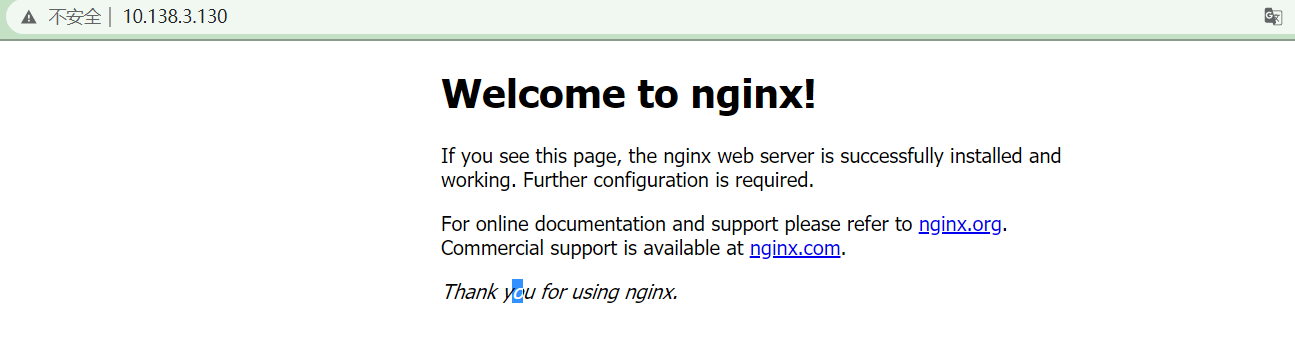 不安全 | 10.138.3.130
Welcome to nginx!
If you see this page, the nginx web server is successfully installed and
working. Further configuration is required.
For online documentation and support please refer to nginx.org.
Commercial support is available at nginx.com.
Thank you for using nginx.